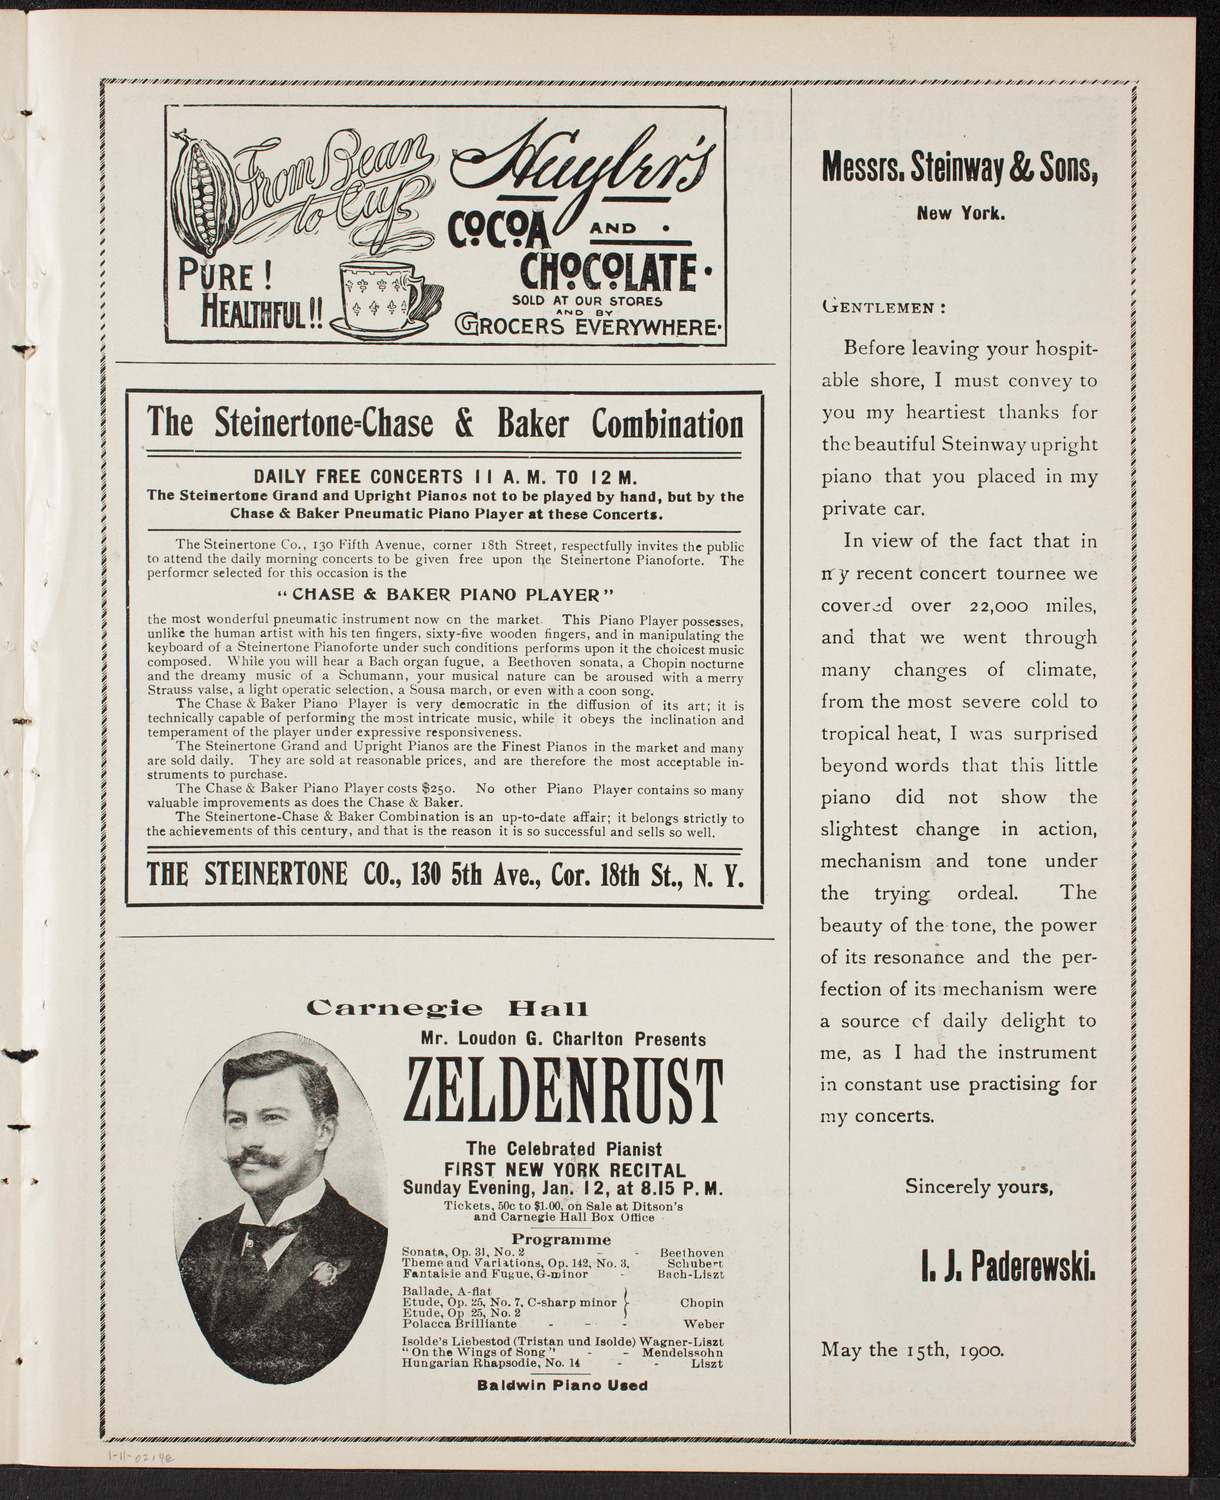 From Bean
to Cup
PURE!
HEALTHFUL!!
Huyler's
COCOA AND
CHOCOLATE.
SOLD AT OUR STORES
AND BY
GROCERS EVERYWHERE.
The Steinertone=Chase & Baker Combination
DAILY FREE CONCERTS 11 A. M. TO 12 M.
The Steinertone Grand and Upright Pianos not to be played by hand, but by the
Chase & Baker Pneumatic Piano Player at these Concerts.
The Steinertone Co., 130 Fifth Avenue, corner 18th Street, respectfully invites the public
to attend the daily morning concerts to be given free upon the Steinertone Pianoforte. The
performer selected for this occasion is the
"CHASE & BAKER PIANO PLAYER"
the most wonderful pneumatic instrument now on the market. This Piano Player possesses,
unlike the human artist with his ten fingers, sixty-five wooden fingers, and in manipulating the
keyboard of a Steinertone Pianoforte under such conditions performs upon it the choicest music
composed. While you will hear a Bach organ fugue, a Beethoven sonata, a Chopin nocturne
and the dreamy music of a Schumann, your musical nature can be aroused with a merry
Strauss valse, a light operatic selection, a Sousa march, or even with a coon song.
The Chase & Baker Piano Player is very democratic in the diffusion of its art; it is
technically capable of performing the most intricate music, while it obeys the inclination and
temperament of the player under expressive responsiveness.
The Steinertone Grand and Upright Pianos are the Finest Pianos in the market and many
are sold daily. They are sold at reasonable prices, and are therefore the most acceptable in-
struments to purchase.
The Chase & Baker Piano Player costs $250. No other Piano Player contains so many
valuable improvements as does the Chase & Baker.
The Steinertone-Chase & Baker Combination is an up-to-date affair; it belongs strictly to
the achievements of this century, and that is the reason it is so successful and sells so well.
THE STEINERTONE CO., 130 5th Ave., Cor. 18th St., N. Y.
Carnegie Hall
Mr. Loudon G. Charlton Presents
ZELDENRUST
The Celebrated Pianist
FIRST NEW YORK RECITAL
Sunday Evening, Jan. 12, at 8.15 P. M.
Tickets, 50c to $1.00, on Sale at Ditson's
and Carnegie Hall Box Office
Programme
Sonata, Op. 31, No. 2 - - Beethoven
Theme and Variations, Op. 142, No. 3, Schubert
Fantaisie and Fugue, G-minor - Bach-Liszt
Ballade, A-flat
Etude, Op. 25, No. 7, C-sharp minor } Chopin
Etude, Op 25, No. 2
Polacca Brilliante - - - Weber
Isolde's Liebestod (Tristan und Isolde) Wagner-Liszt
"On the Wings of Song" - - Mendelssohn
Hungarian Rhapsodie, No. 14 - - Liszt
Baldwin Piano Used
Messrs. Steinway & Sons,
New York.
GENTLEMEN:
Before leaving your hospit-
able shore, I must convey to
you my heartiest thanks for
the beautiful Steinway upright
piano that you placed in my
private car.
In view of the fact that in
my recent concert tournee we
covered over 22,000 miles,
and that we went through
many changes of climate,
from the most severe cold to
tropical heat, I was surprised
beyond words that this little
piano did not show the
slightest change in action,
mechanism and tone under
the trying ordeal. The
beauty of the tone, the power
of its resonance and the per-
fection of its mechanism were
a source of daily delight to
me, as I had the instrument
in constant use practising for
my concerts.
Sincerely yours,
I. J. Paderewski.
May the 15th, 1900.
1-11-02:4E